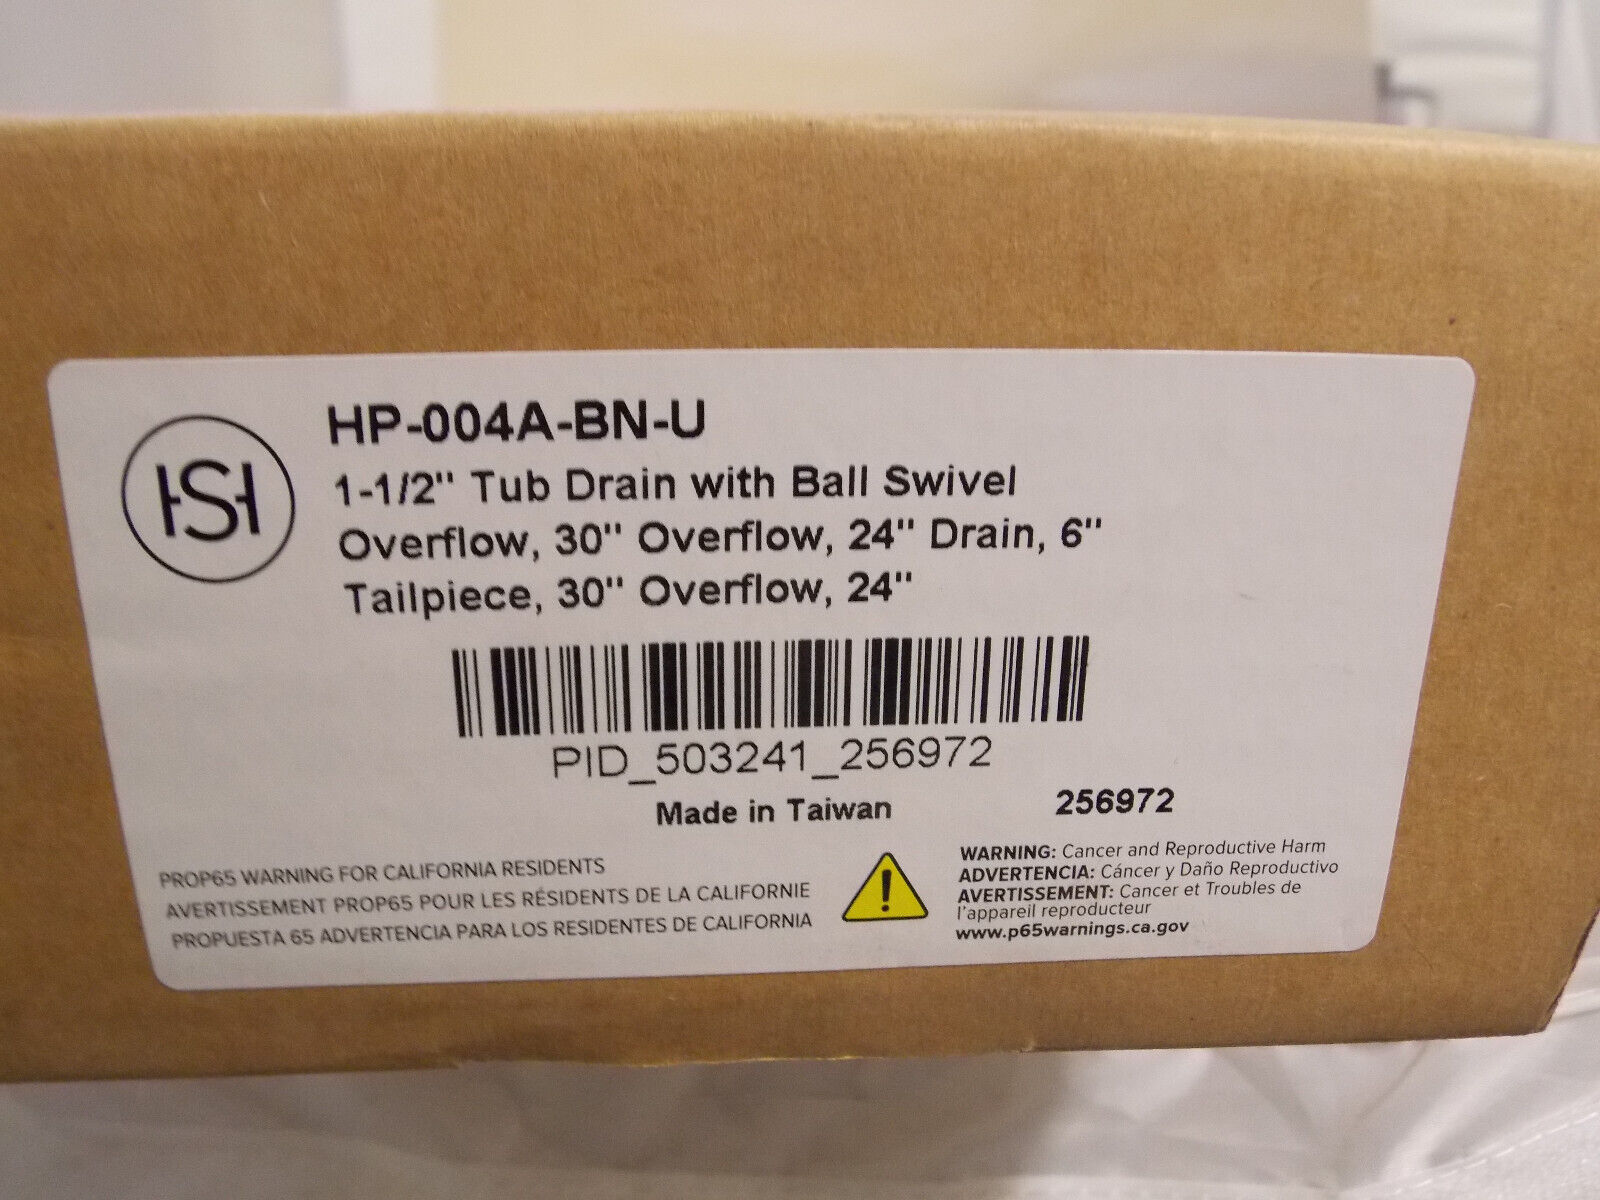 HSH
HP-004A-BN-U
1-1/2" Tub Drain with Ball Swivel
Overflow, 30" Overflow, 24" Drain, 6"
Tailpiece, 30" Overflow, 24"
PID_503241_256972
Made in Taiwan
256972
PROP65 WARNING FOR CALIFORNIA RESIDENTS
AVERTISSEMENT PROP65 POUR LES RÉSIDENTS DE LA CALIFORNIE
PROPUESTA 65 ADVERTENCIA PARA LOS RESIDENTES DE CALIFORNIA
!
WARNING: Cancer and Reproductive Harm
ADVERTENCIA: Cáncer y Daño Reproductivo
AVERTISSEMENT: Cancer et Troubles de
l'appareil reproducteur
www.p65warnings.ca.gov